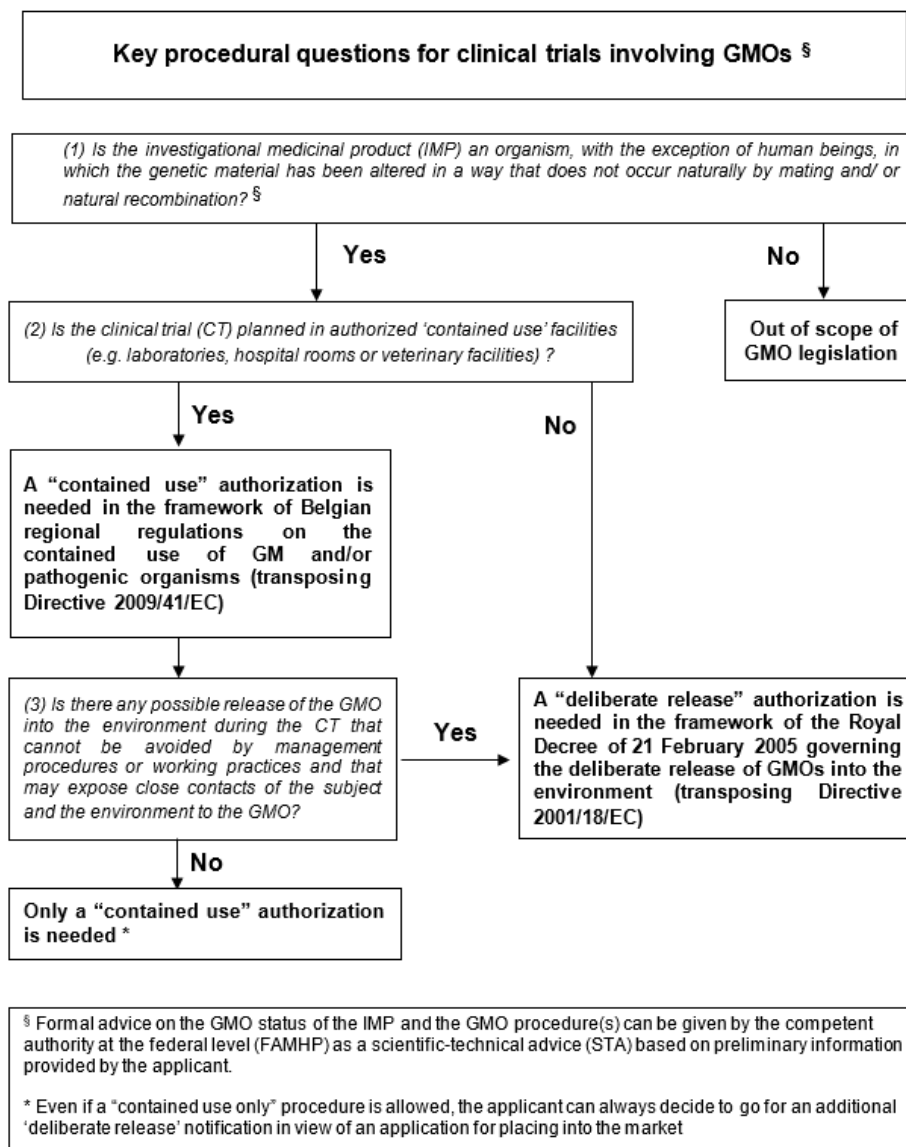 Key procedural questions for clinical trials involving GMOs §
(1) Is the investigational medicinal product (IMP) an organism, with the exception of human beings, in
which the genetic material has been altered in a way that does not occur naturally by mating and/ or
natural recombination? §
Yes
No
(2) Is the clinical trial (CT) planned in authorized ‘contained use’ facilities
(e.g. laboratories, hospital rooms or veterinary facilities) ?
Out of scope of
GMO legislation
Yes
No
A “contained use” authorization is
needed in the framework of Belgian
regional regulations on the
contained use of GM and/or
pathogenic organisms (transposing
Directive 2009/41/EC)
(3) Is there any possible release of the GMO
into the environment during the CT that
cannot be avoided by management
procedures or working practices and that
may expose close contacts of the subject
and the environment to the GMO?
Yes
A “deliberate release” authorization is
needed in the framework of the Royal
Decree of 21 February 2005 governing
the deliberate release of GMOs into the
environment (transposing Directive
2001/18/EC)
No
Only a “contained use” authorization
is needed *
§ Formal advice on the GMO status of the IMP and the GMO procedure(s) can be given by the competent
authority at the federal level (FAMHP) as a scientific-technical advice (STA) based on preliminary information
provided by the applicant.
* Even if a “contained use only” procedure is allowed, the applicant can always decide to go for an additional
‘deliberate release’ notification in view of an application for placing into the market